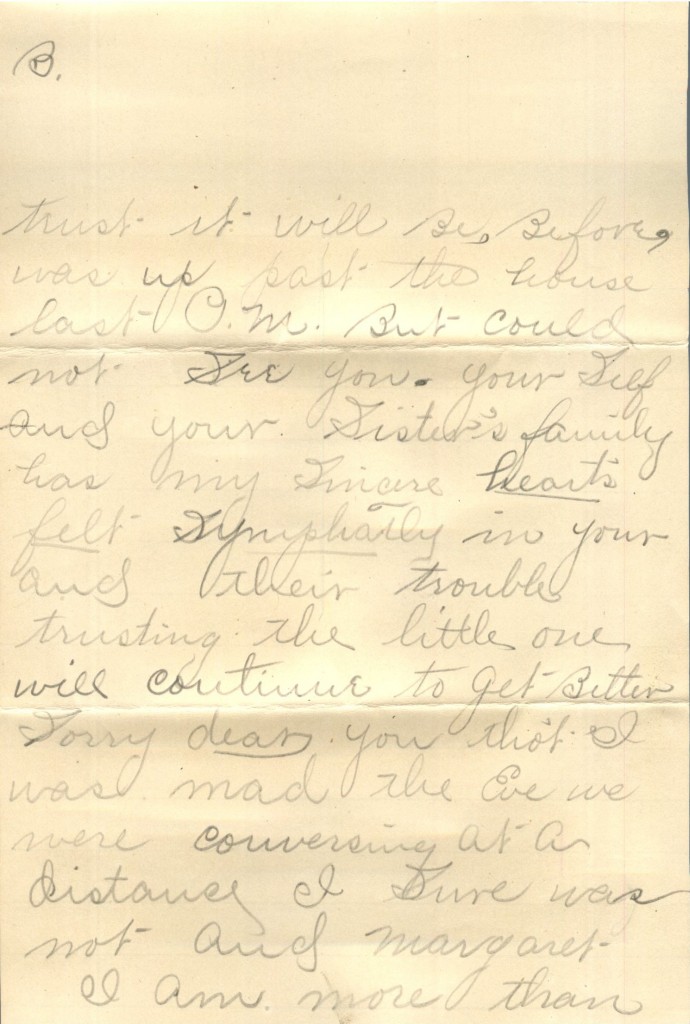 B.
trust it will Be, Before,
was up past the house
last P.M. But could
not See you. your Self
and your Sister's family
has my Sincere hearts
felt Symphatly in your
and their trouble
trusting the little one
will continue to get Better
Sorry dear you thot I
was mad the Eve we
were conversing at a
distance I Sure was
not and Margaret
I am more than